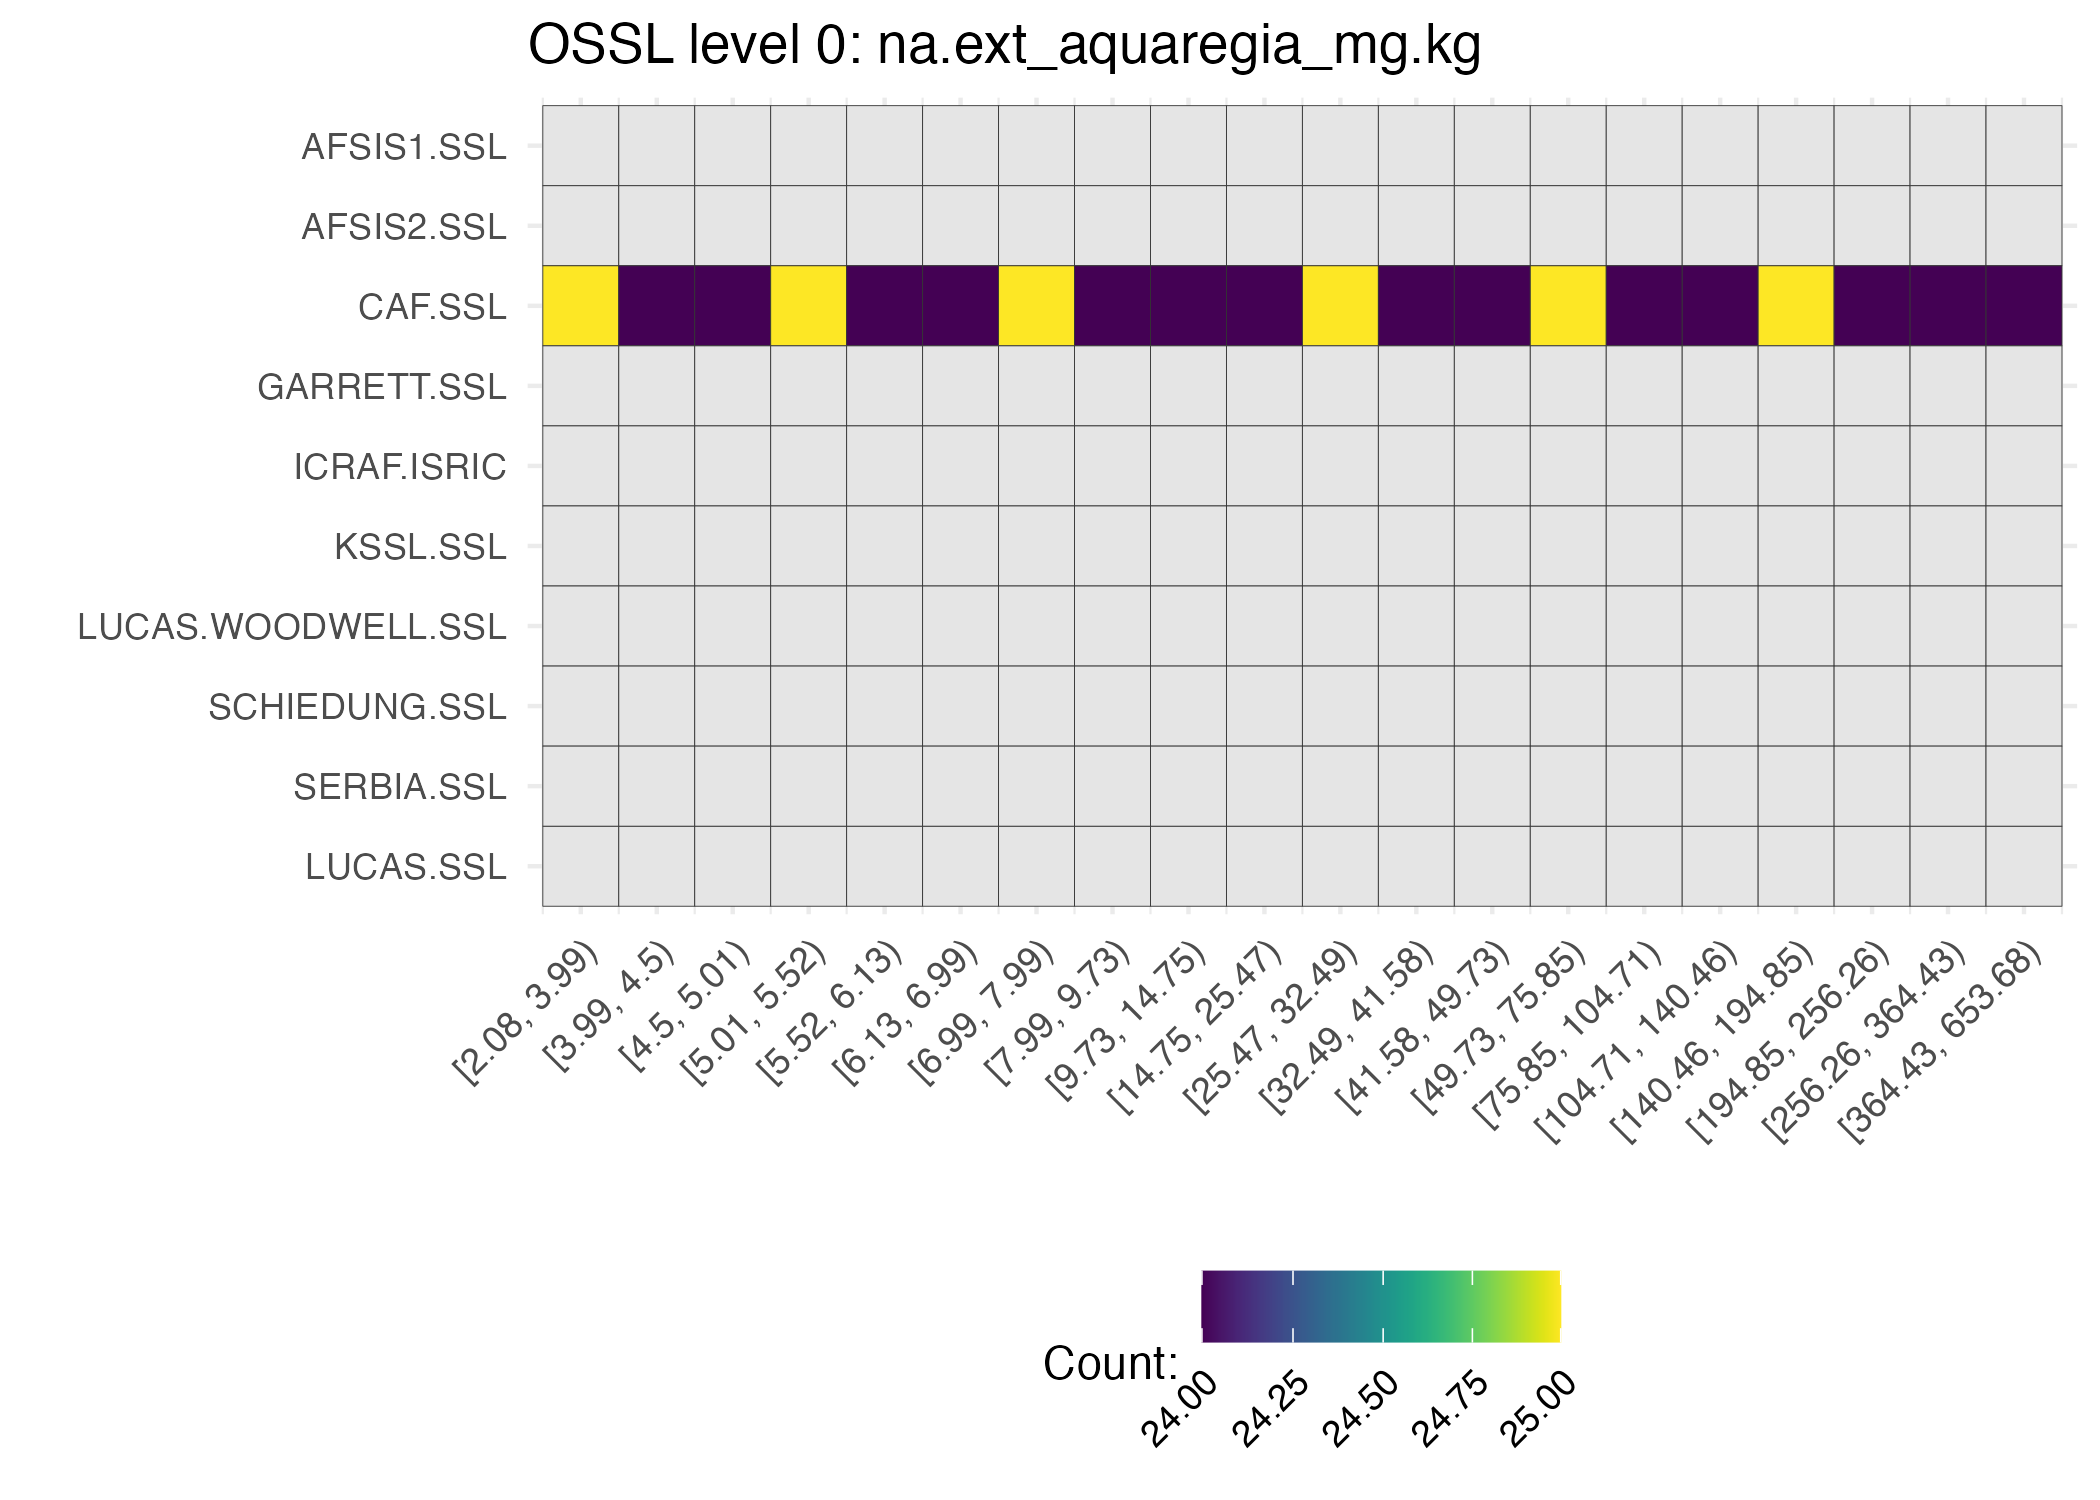 OSSL level 0: na.ext_aquaregia_mg.kg
AFSIS1.SSL
AFSIS2.SSL
CAF.SSL
GARRETT.SSL
ICRAF.ISRIC
KSSL.SSL
LUCAS.WOODWELL.SSL
SCHIEDUNG.SSL
SERBIA.SSL
LUCAS.SSL
[2.08, 3.99)
[3.99, 4.5)
[4.5, 5.01)
[5.01, 5.52)
[5.52, 6.13)
[6.13, 6.99)
[6.99, 7.99)
[7.99, 9.73)
[9.73, 14.75)
[14.75, 25.47)
[25.47, 32.49)
[32.49, 41.58)
[41.58, 49.73)
[49.73, 75.85)
[75.85, 104.71)
[104.71, 140.46)
[140.46, 194.85)
[194.85, 256.26)
[256.26, 364.43)
[364.43, 653.68)
Count:
24.00
24.25
24.50
24.75
25.00